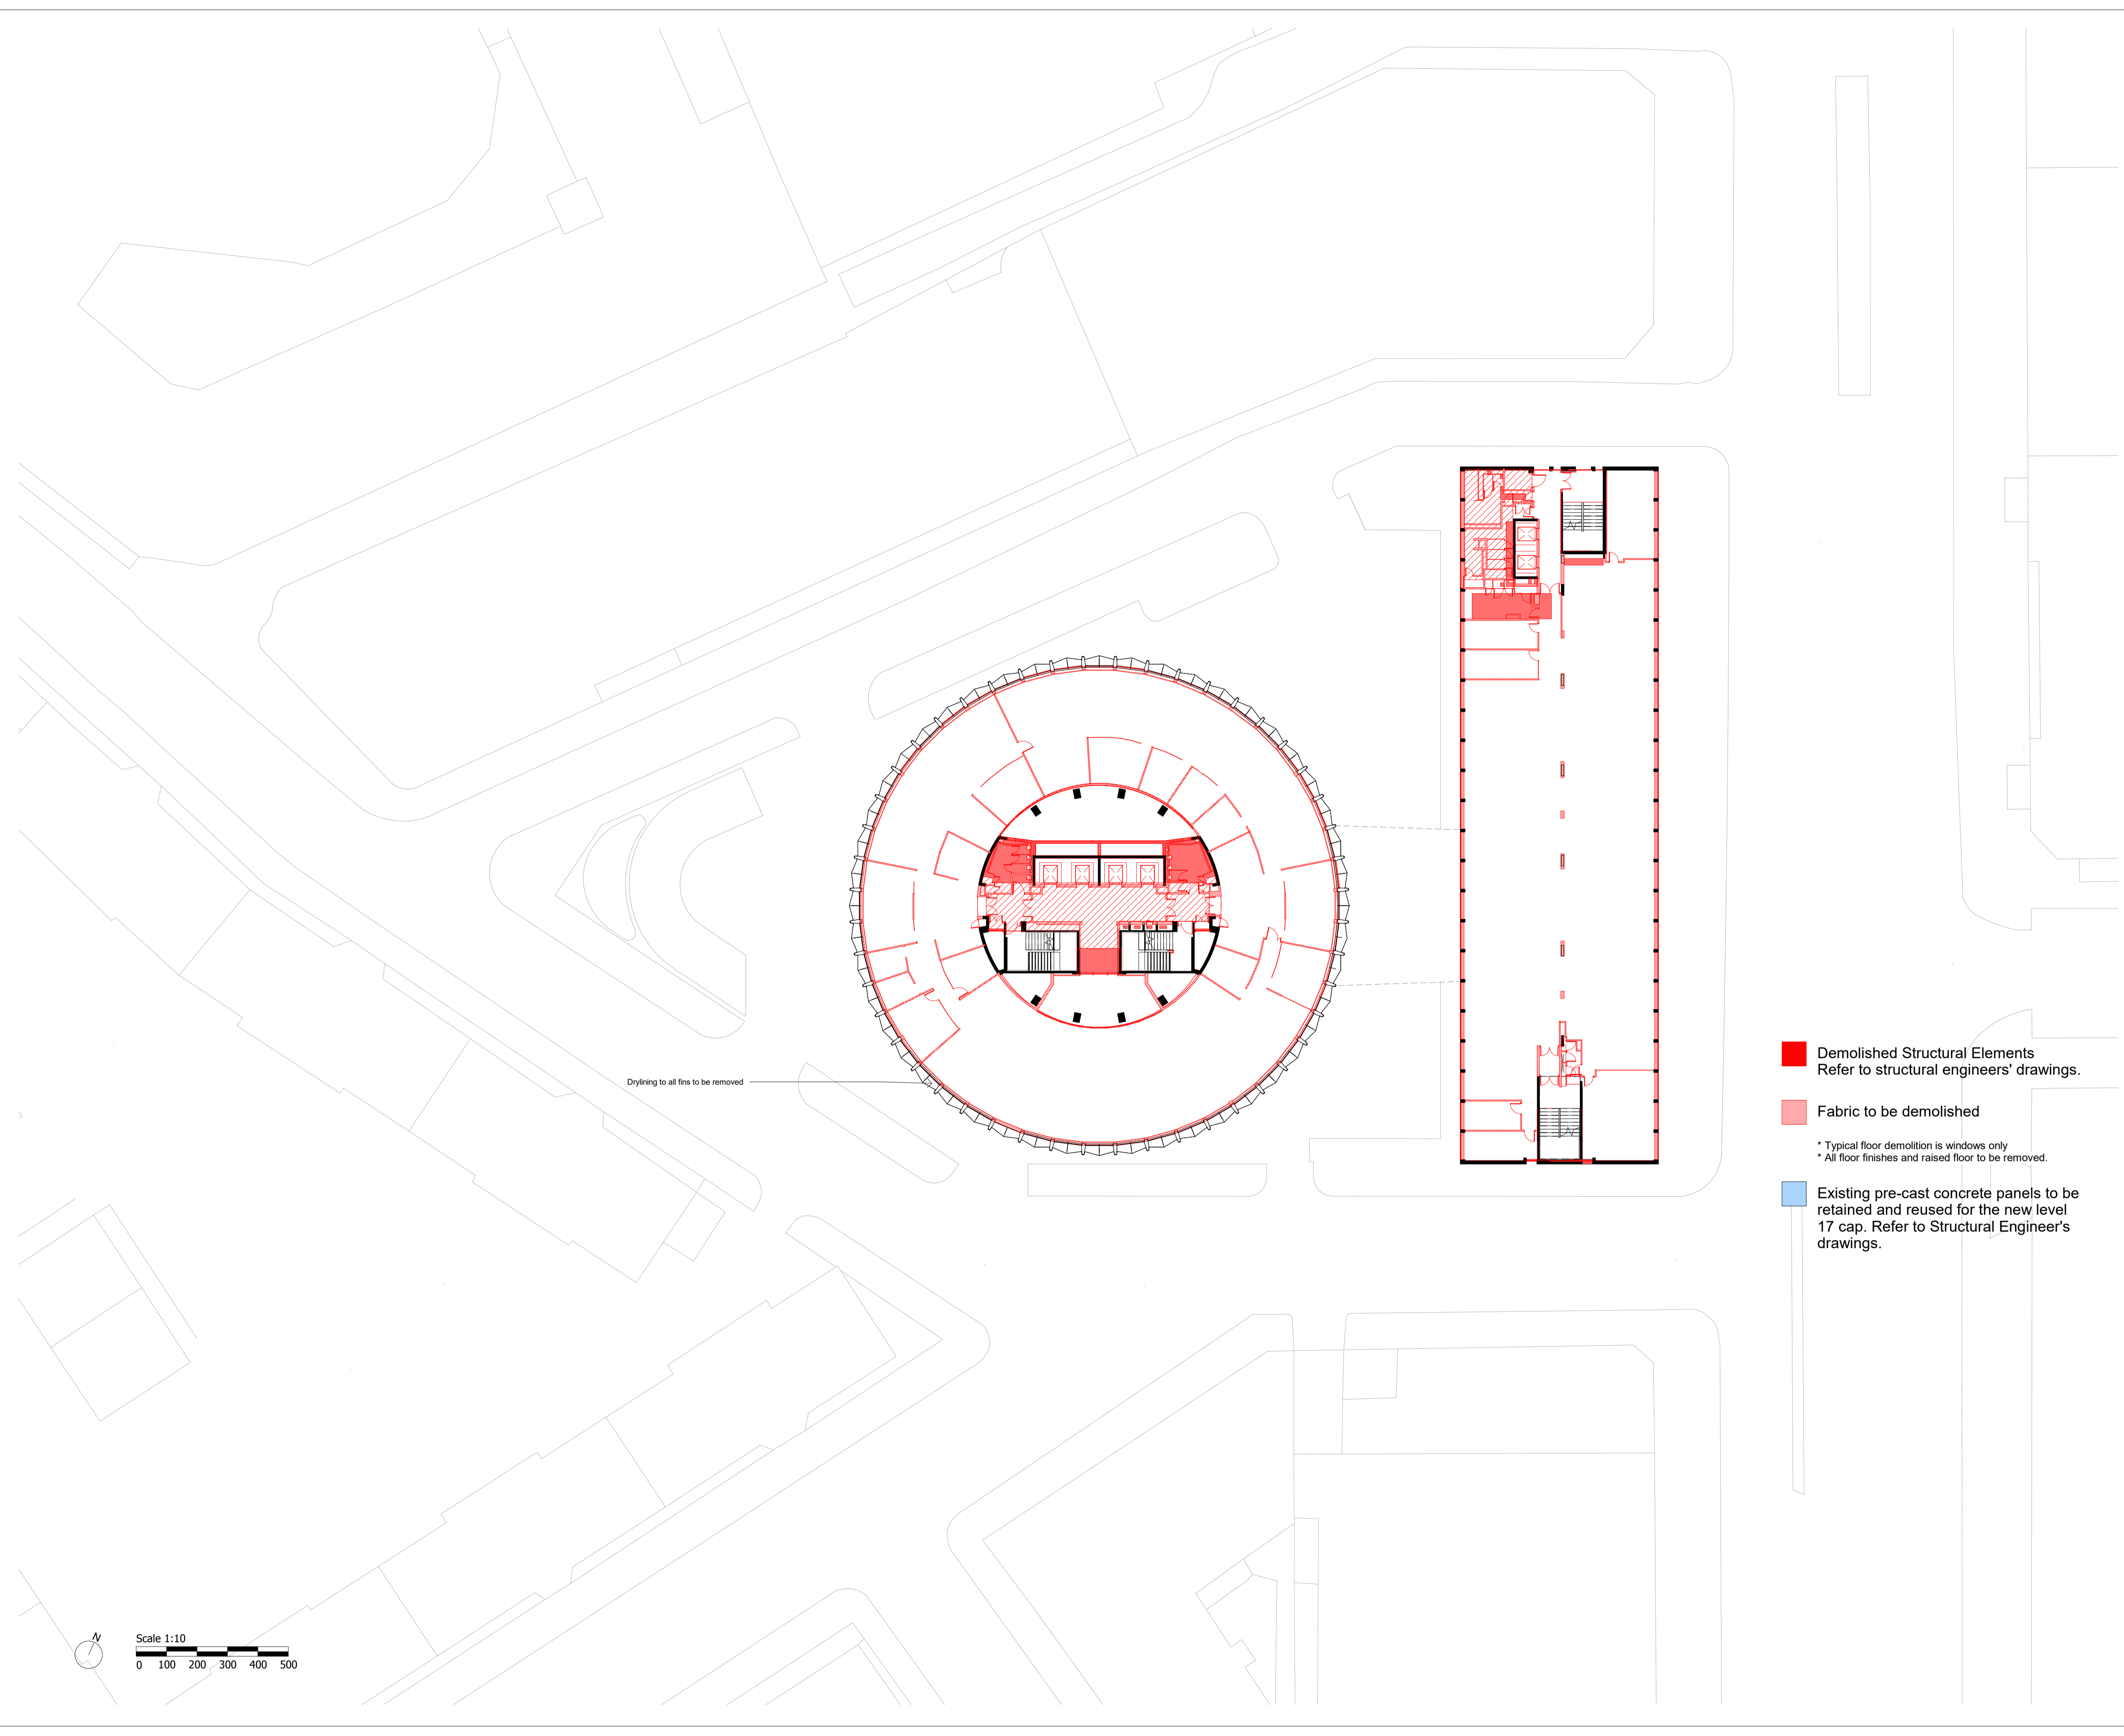 Drylining to all fins to be removed
Demolished Structural Elements
Refer to structural engineers' drawings.
Fabric to be demolished
* Typical floor demolition is windows only
* All floor finishes and raised floor to be removed.
Existing pre-cast concrete panels to be
retained and reused for the new level
17 cap. Refer to Structural Engineer's
drawings.
N
Scale 1:10
0 100 200 300 400 500